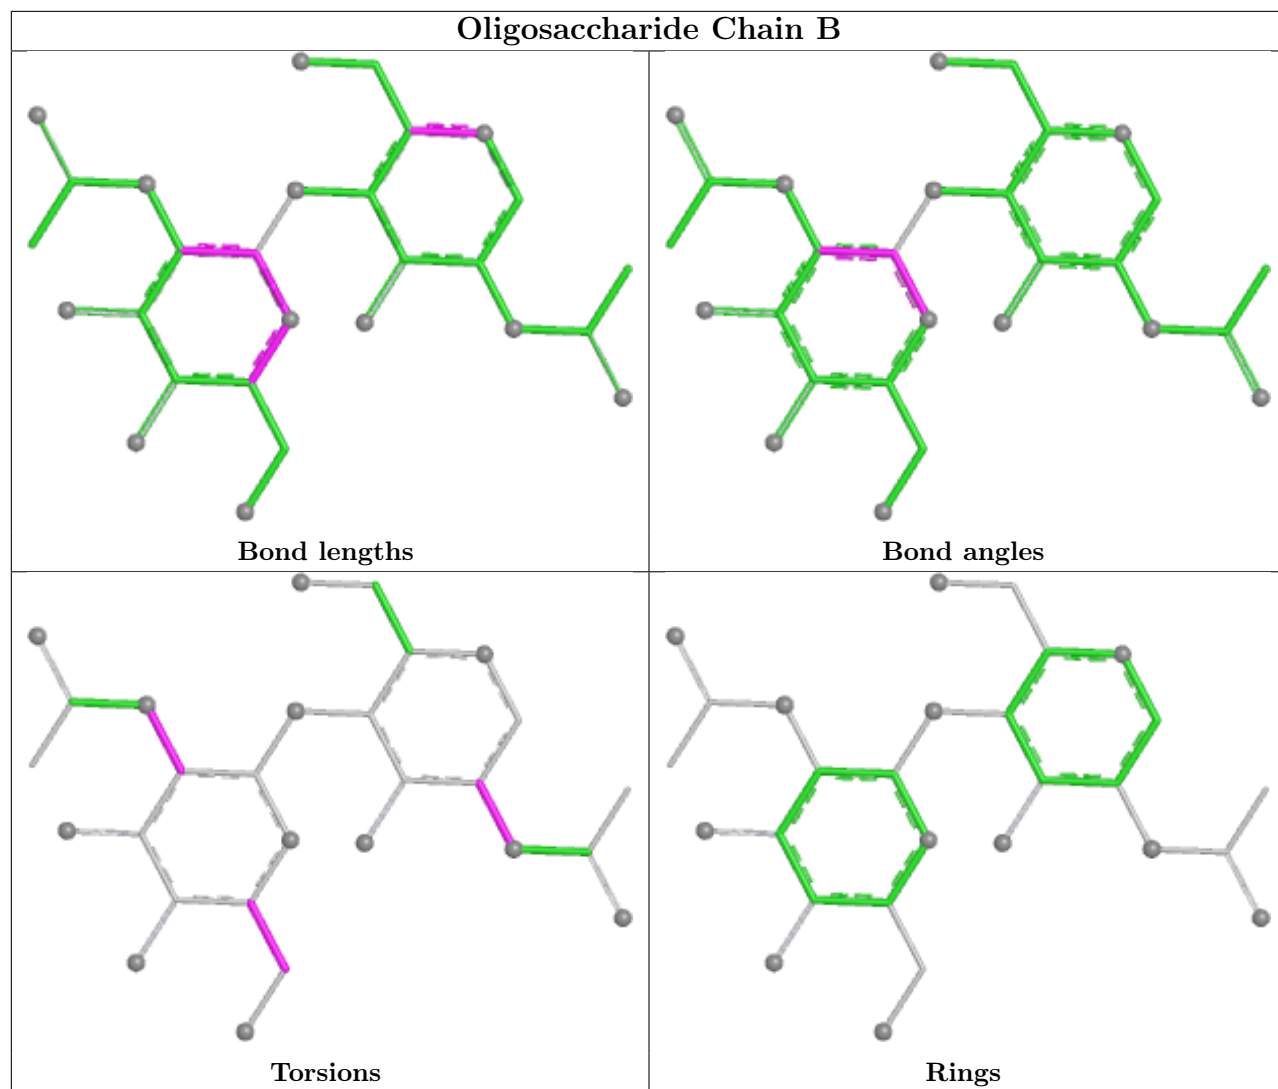 Oligosaccharide Chain B
Bond lengths
Bond angles
Torsions
Rings